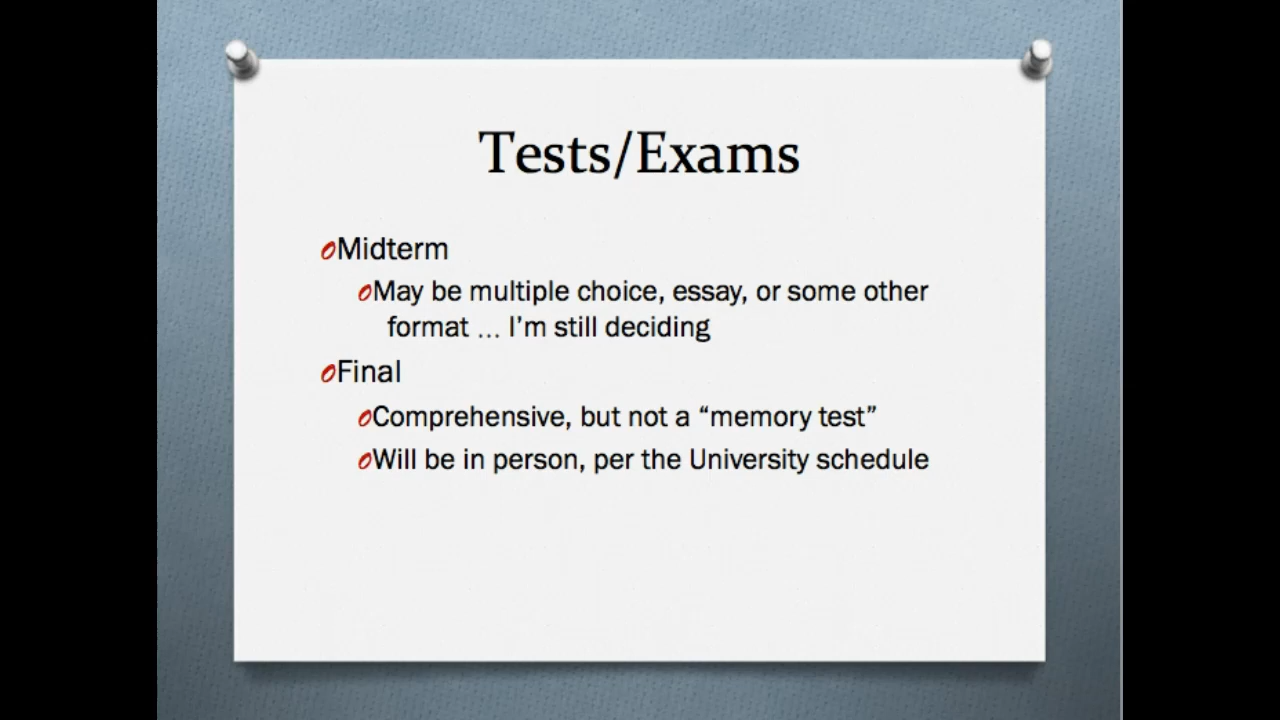 Tests/Exams
Midterm
May be multiple choice, essay, or some other
format … I’m still deciding
Final
Comprehensive, but not a “memory test”
Will be in person, per the University schedule